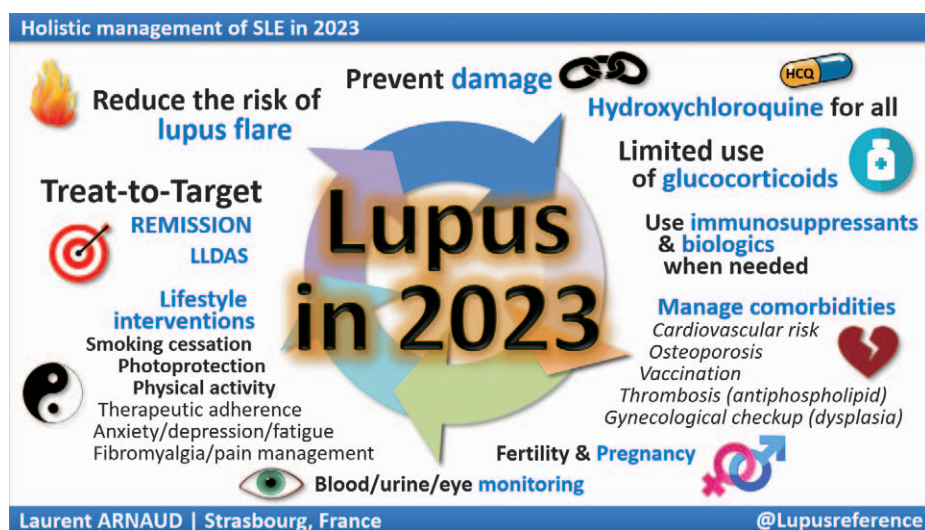 Holistic management of SLE in 2023
Prevent damage
HCQ
Hydroxychloroquine for all
Reduce the risk of
lupus flare
Limited use
of glucocorticoids
Treat-to-Target
REMISSION
LLDAS
Lupus
in 2023
Use immunosuppressants
& biologics
when needed
Lifestyle
interventions
Smoking cessation
Photoprotection
Physical activity
Therapeutic adherence
Anxiety/depression/fatigue
Fibromyalgia/pain management
Manage comorbidities
Cardiovascular risk
Osteoporosis
Vaccination
Thrombosis (antiphospholipid)
Gynecological checkup (dysplasia)
Fertility & Pregnancy
Blood/urine/eye monitoring
Laurent ARNAUD | Strasbourg, France
@Lupusreference